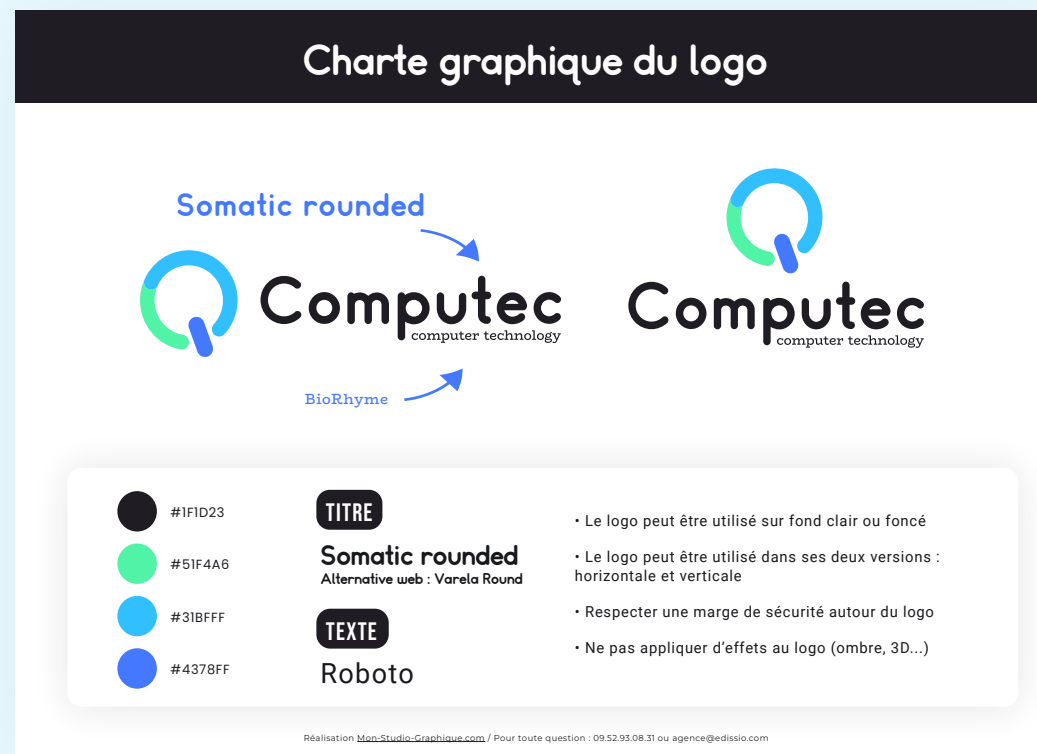 Charte graphique du logo
Somatic rounded
Computec
computer technology
BioRhyme
Computec
computer technology
#1F1D23
#51F4A6
#31BFFF
#4378FF
TITRE
Somatic rounded
Alternative web : Varela Round
TEXTE
Roboto
• Le logo peut être utilisé sur fond clair ou foncé
• Le logo peut être utilisé dans ses deux versions :
horizontale et verticale
• Respecter une marge de sécurité autour du logo
• Ne pas appliquer d’effets au logo (ombre, 3D...)
Réalisation Mon-Studio-Graphique.com / Pour toute question : 09.52.93.08.31 ou agence@edissio.com